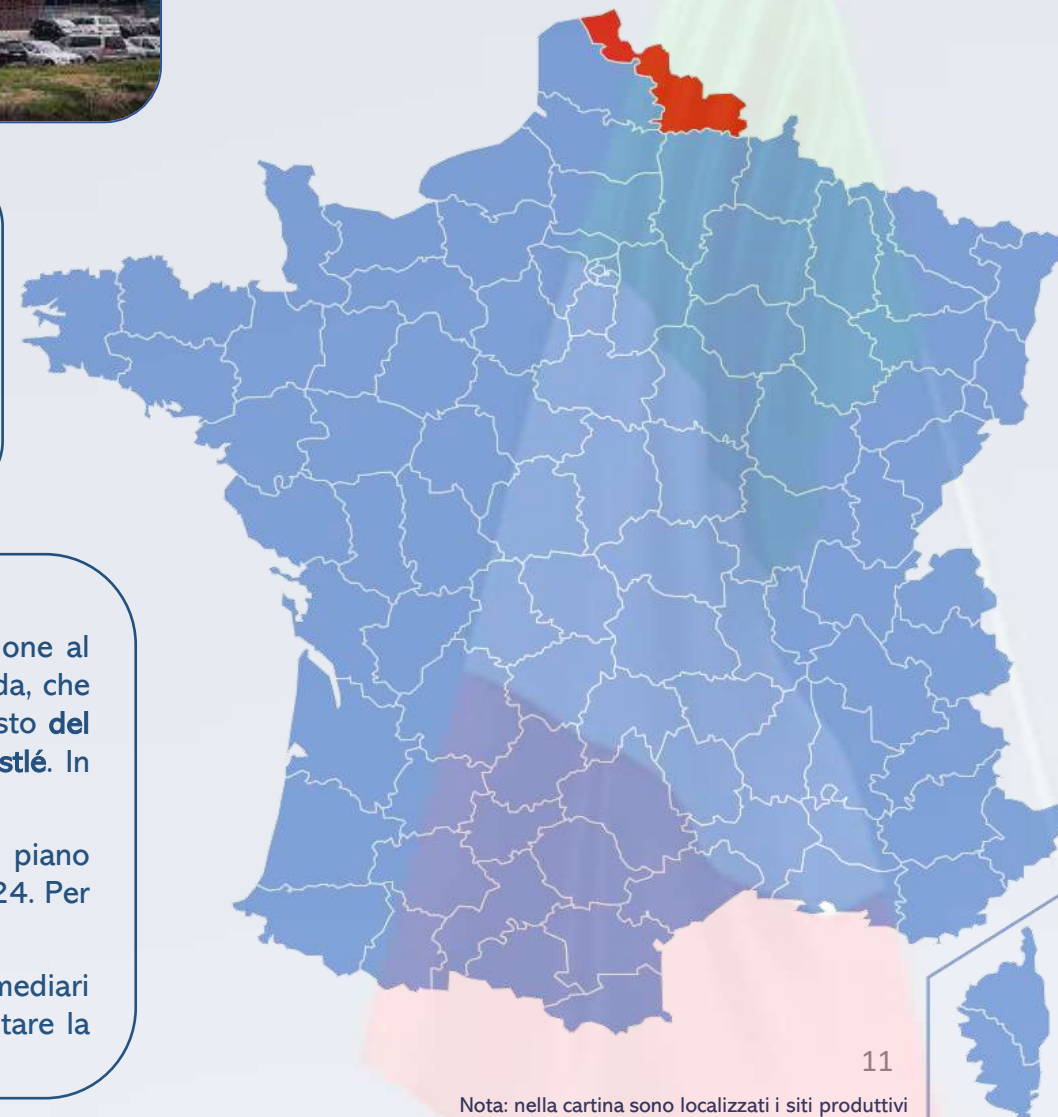 one al
da, che
sto del
stlé. In
piano
24. Per
mediari
tare la
11
Nota: nella cartina sono localizzati i siti produttivi